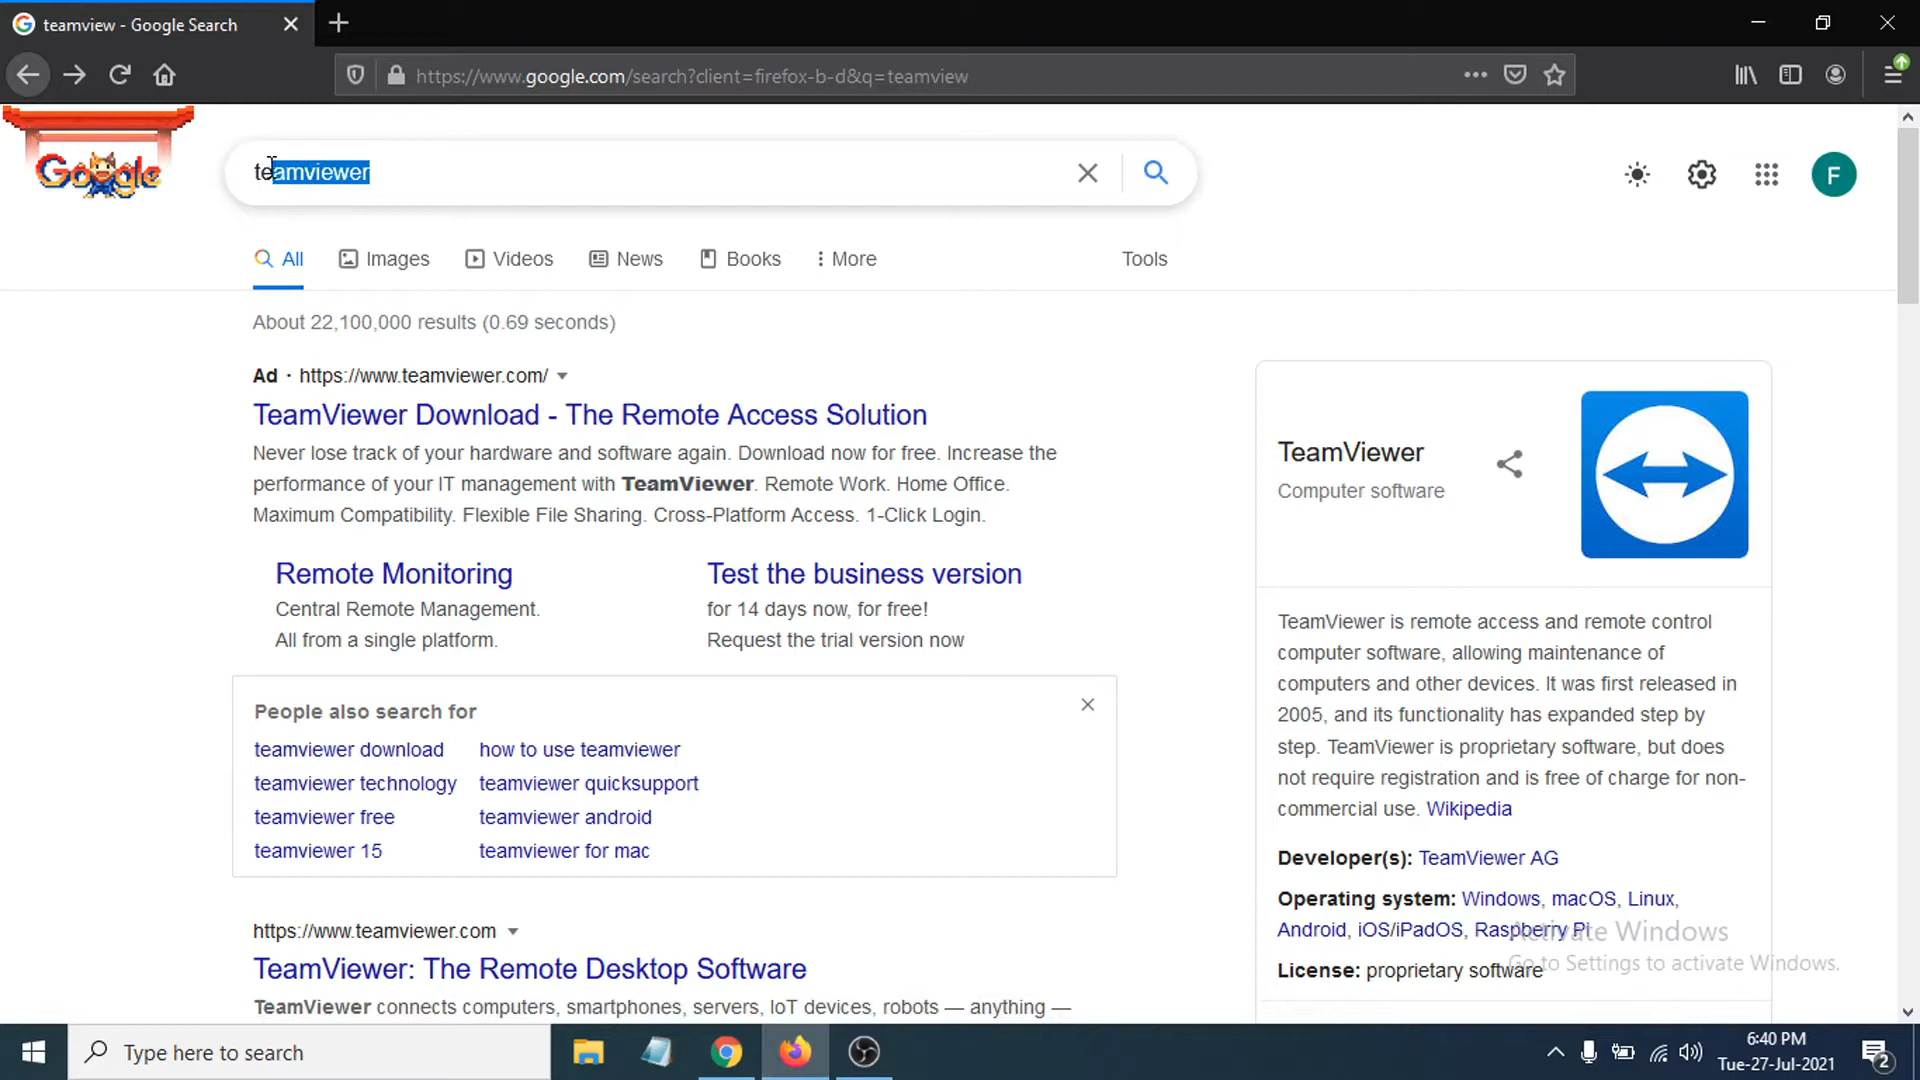 teamview - Google Search
https://www.google.com/search?client=firefox-b-d&q=teamview
Google
teamviewer
F
All Images Videos News Books More Tools
About 22,100,000 results (0.69 seconds)
Ad · https://www.teamviewer.com/
TeamViewer Download - The Remote Access Solution
Never lose track of your hardware and software again. Download now for free. Increase the
performance of your IT management with TeamViewer. Remote Work. Home Office.
Maximum Compatibility. Flexible File Sharing. Cross-Platform Access. 1-Click Login.
Remote Monitoring
Central Remote Management.
All from a single platform.
Test the business version
for 14 days now, for free!
Request the trial version now
People also search for
teamviewer download how to use teamviewer
teamviewer technology teamviewer quicksupport
teamviewer free teamviewer android
teamviewer 15 teamviewer for mac
https://www.teamviewer.com
TeamViewer: The Remote Desktop Software
TeamViewer connects computers, smartphones, servers, IoT devices, robots — anything —
TeamViewer
Computer software
TeamViewer is remote access and remote control
computer software, allowing maintenance of
computers and other devices. It was first released in
2005, and its functionality has expanded step by
step. TeamViewer is proprietary software, but does
not require registration and is free of charge for non-
commercial use. Wikipedia
Developer(s): TeamViewer AG
Operating system: Windows, macOS, Linux,
Android, iOS/iPadOS, Raspberry Pi
License: proprietary software
Activate Windows
Go to Settings to activate Windows.
Type here to search
6:40 PM
Tue-27-Jul-2021
2